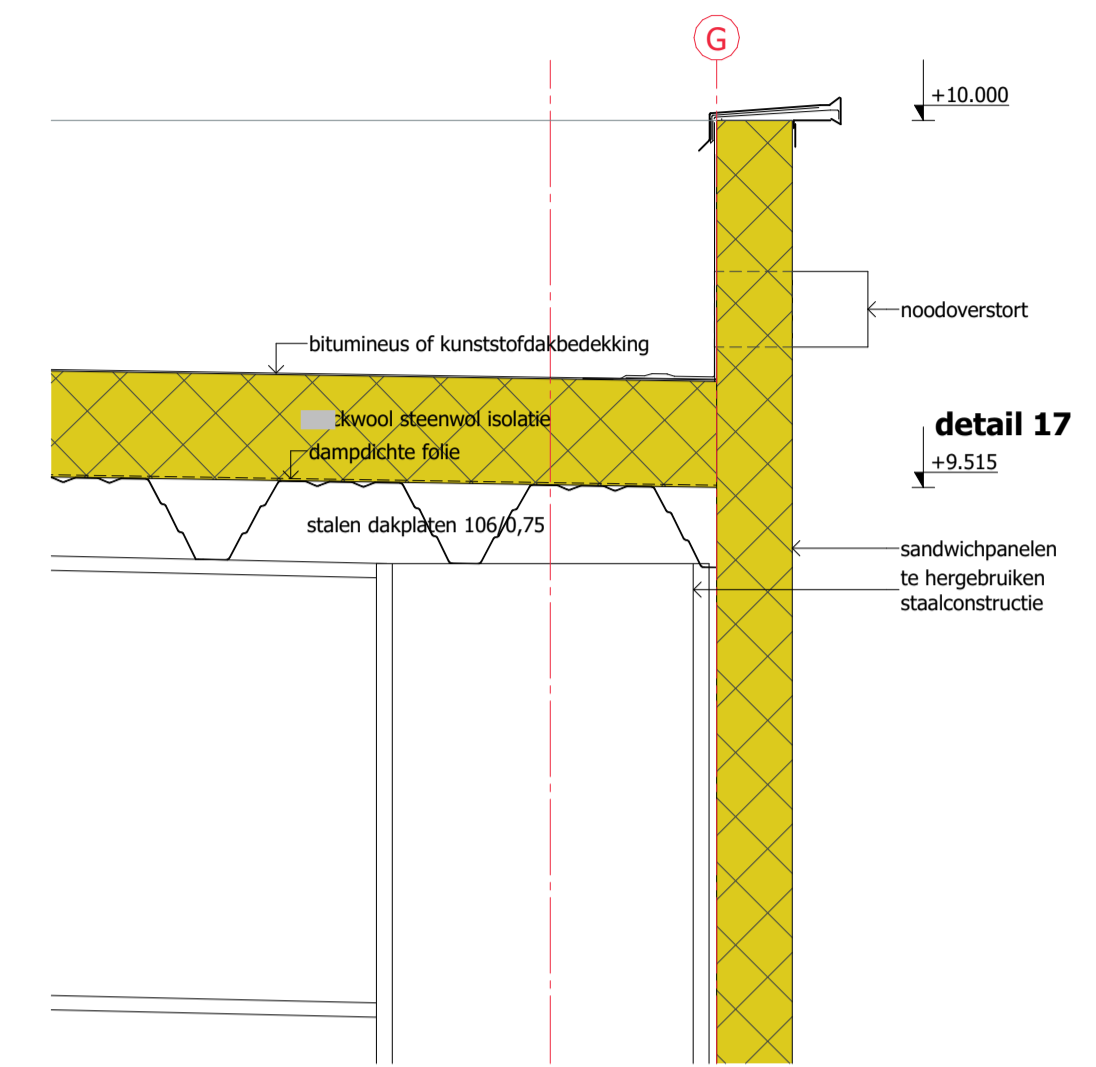 G
+10.000
noodoverstort
bitumineus of kunststofdakbedekking
detail 17
steenwol isolatie
+9.515
dampdichte folie
stalen dakplaten 106/0,75
sandwichpanelen
te hergebruiken
staalconstructie